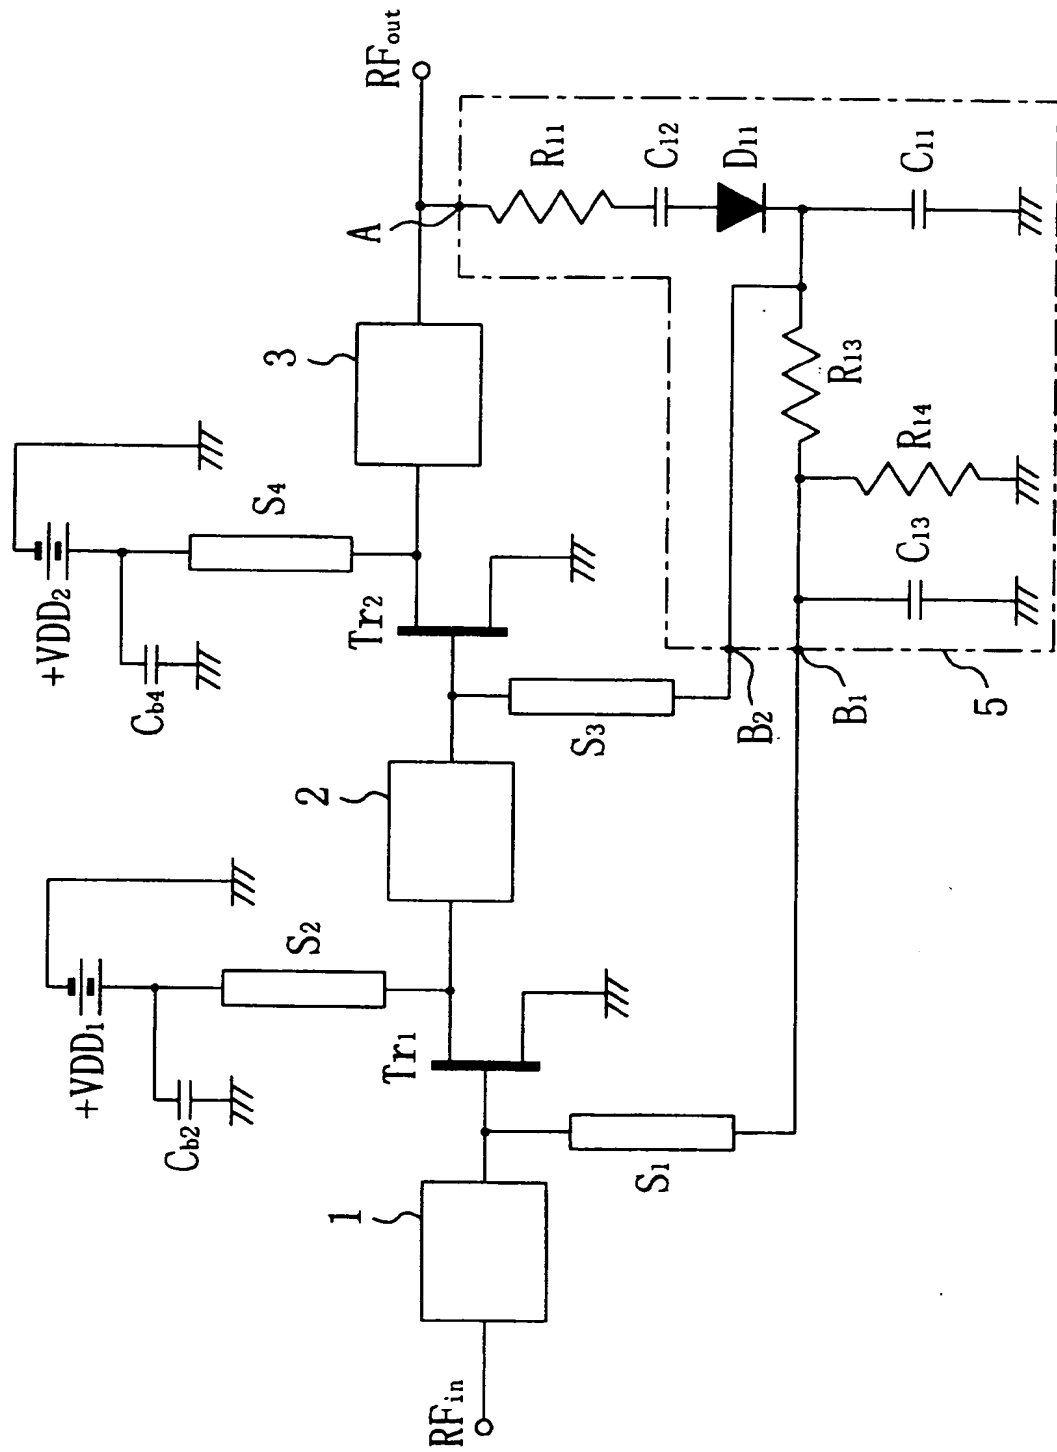 RFin
1
S1
Tr1
Cb2
+VDD1
S2
2
S3
Tr2
Cb4
+VDD2
S4
3
A
RFout
R11
C12
D11
C11
R13
R14
C13
B2
B1
5